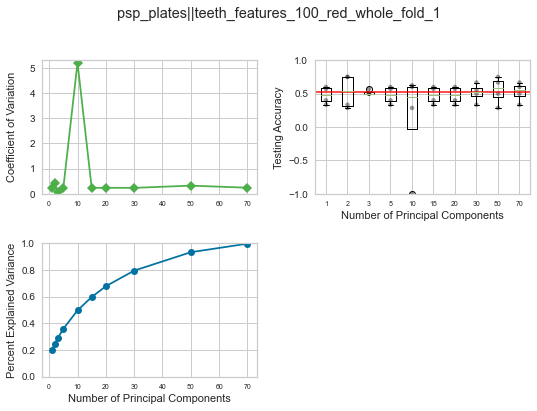 psp_plates||teeth_features_100_red_whole_fold_1
Coefficient of Variation
5
4
3
2
1
0
0 10 20 30 40 50 60 70
Testing Accuracy
1.0
0.5
0.0
−0.5
−1.0
1 2 3 5 10 15 20 30 50 70
Number of Principal Components
Percent Explained Variance
1.0
0.8
0.6
0.4
0.2
0.0
0 10 20 30 40 50 60 70
Number of Principal Components